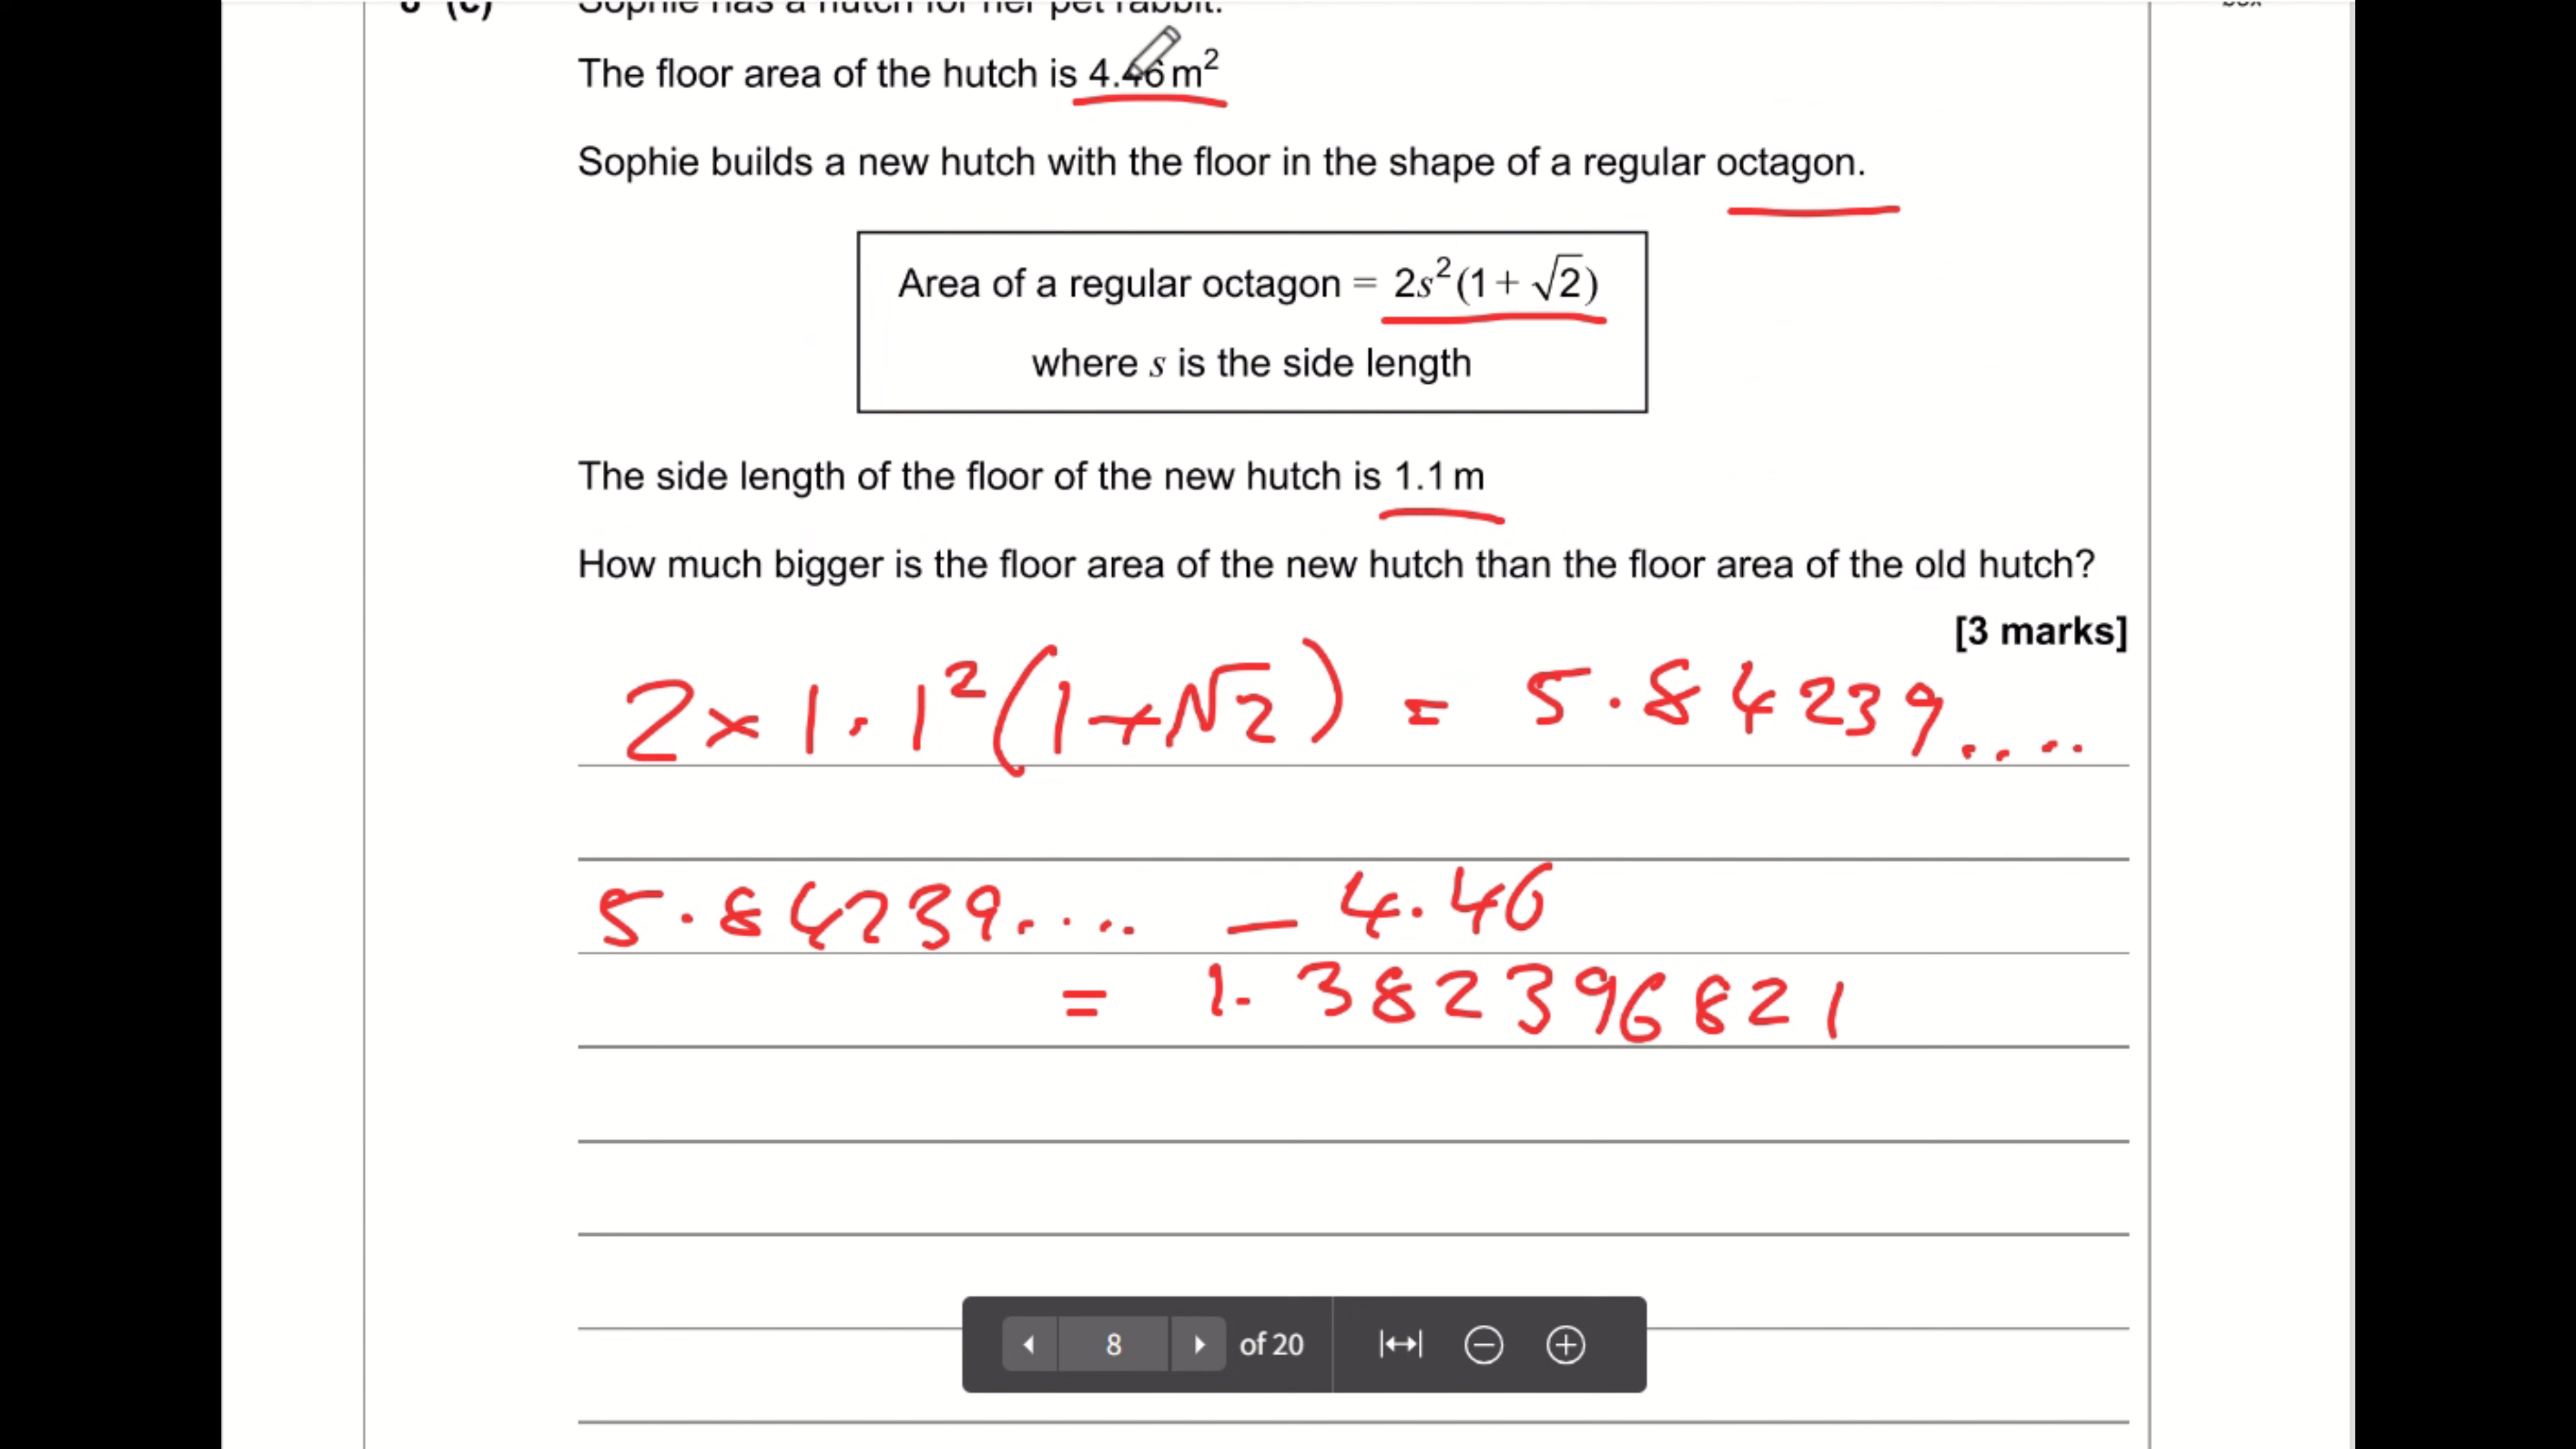 (c) Sophie has a hutch for her pet rabbit.
box
The floor area of the hutch is 4.46 m²
Sophie builds a new hutch with the floor in the shape of a regular octagon.
Area of a regular octagon = 2s²(1 + √2)
where s is the side length
The side length of the floor of the new hutch is 1.1 m
How much bigger is the floor area of the new hutch than the floor area of the old hutch?
[3 marks]
2 × 1.1²(1+√2) = 5.84239....
5.84239.... – 4.46
= 1.382396821
8 of 20